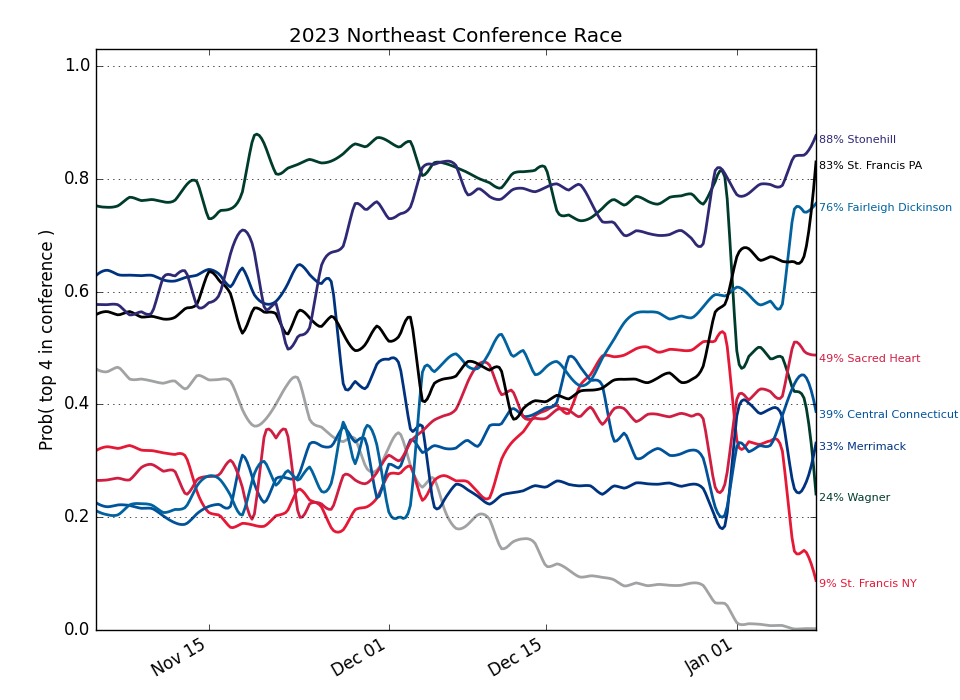 2023 Northeast Conference Race
Prob( top 4 in conference )
1.0
0.8
0.6
0.4
0.2
0.0
Nov 15
Dec 01
Dec 15
Jan 01
88% Stonehill
83% St. Francis PA
76% Fairleigh Dickinson
49% Sacred Heart
39% Central Connecticut
33% Merrimack
24% Wagner
9% St. Francis NY